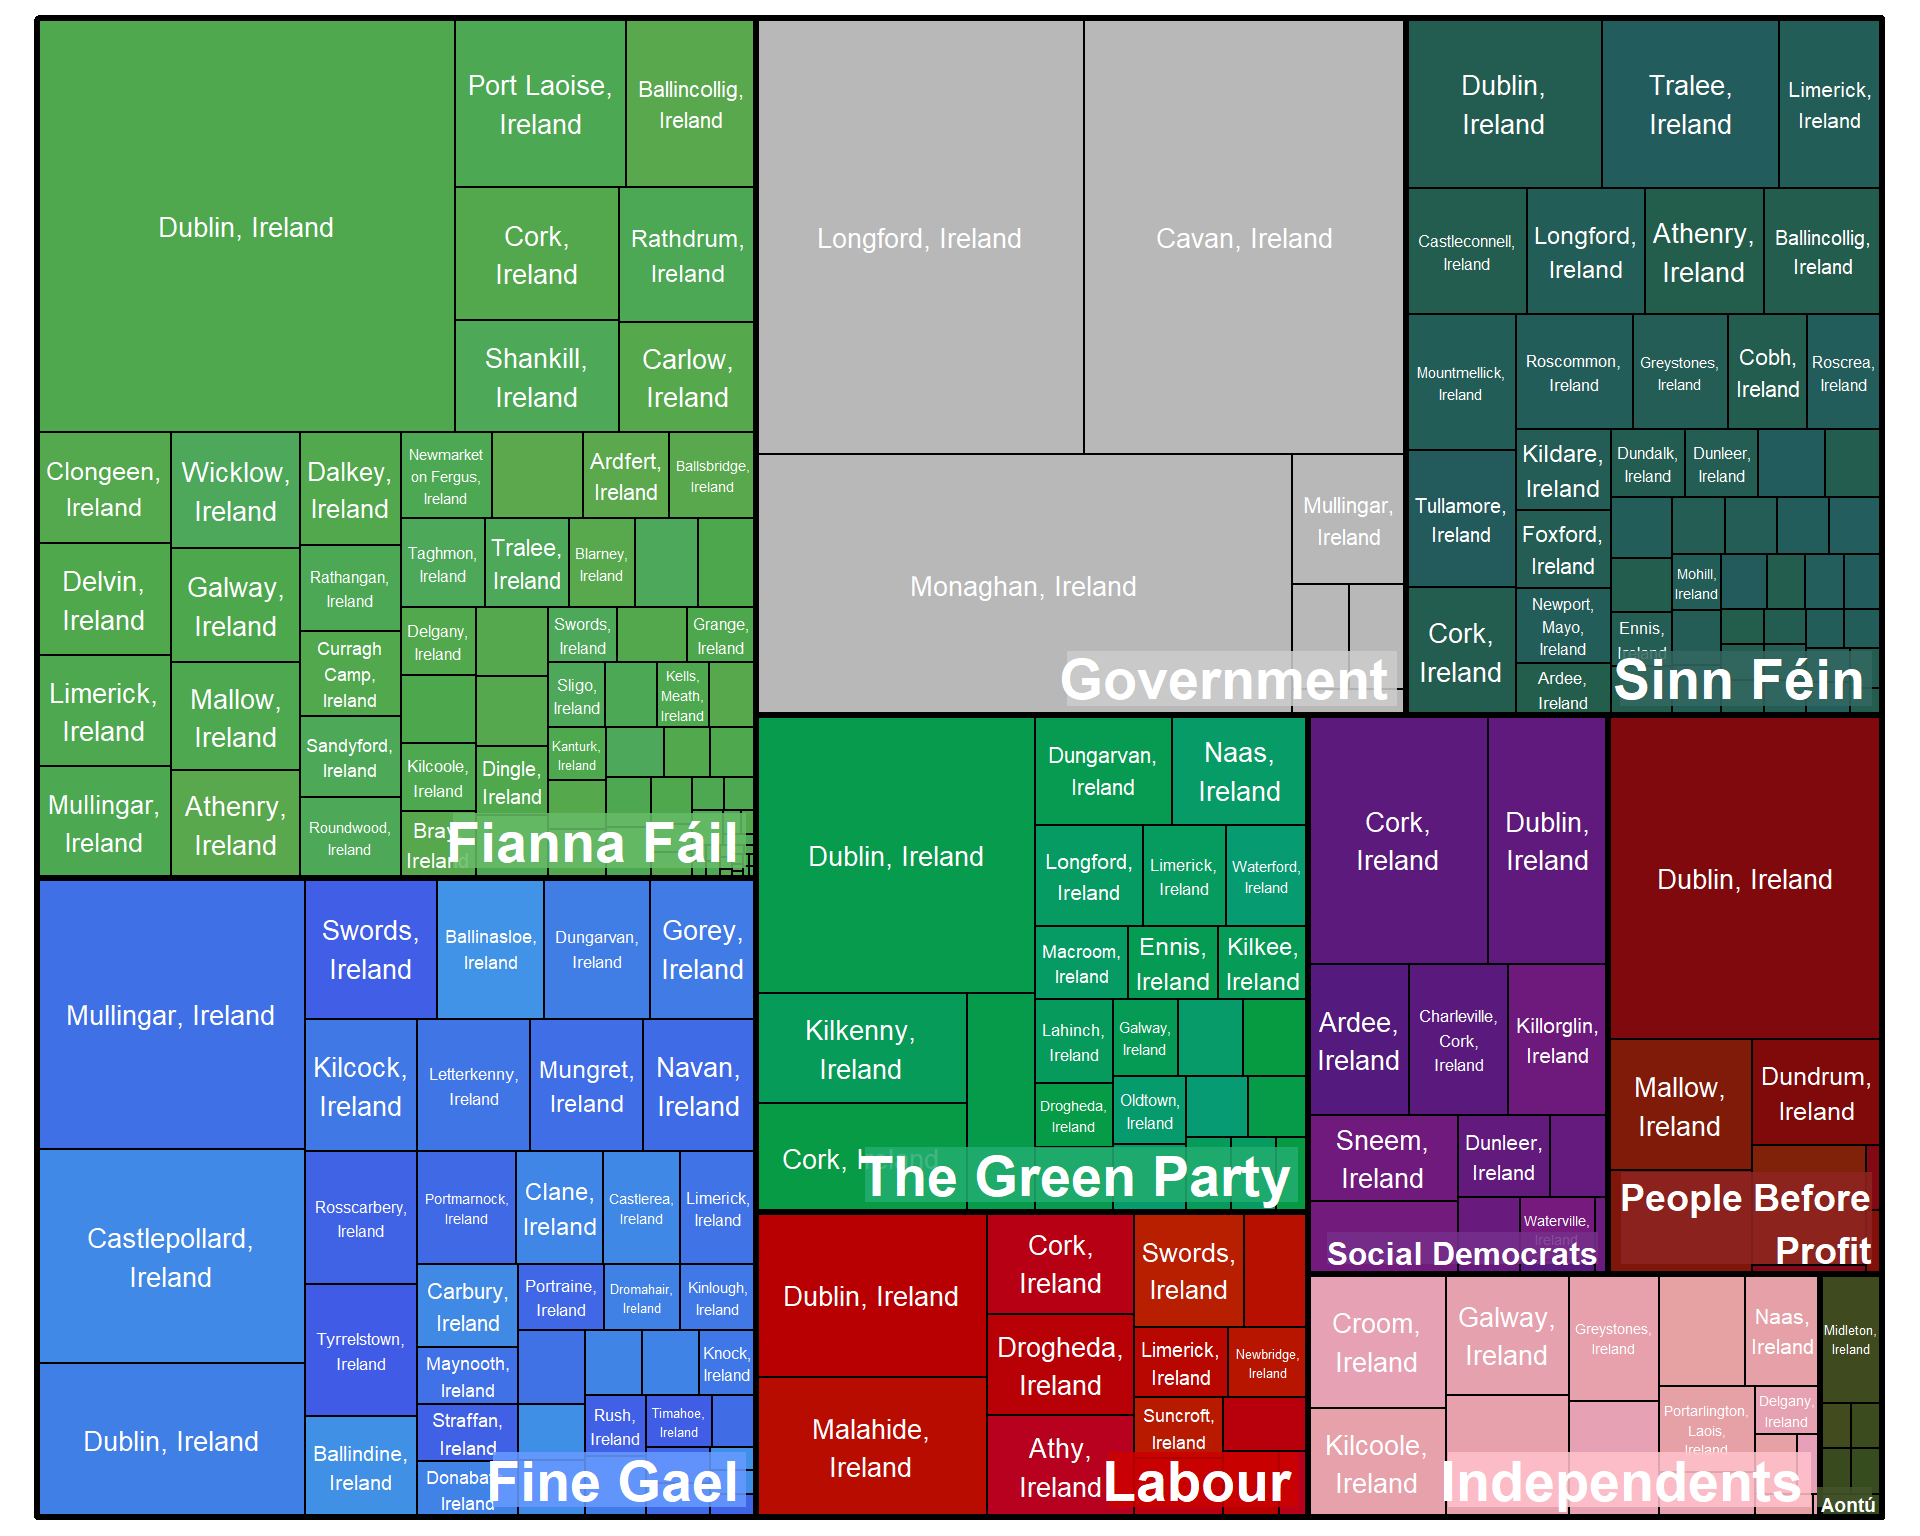 Dublin, Ireland
Port Laoise,
Ireland
Ballincollig,
Ireland
Cork,
Ireland
Rathdrum,
Ireland
Shankill,
Ireland
Carlow,
Ireland
Clongeen,
Ireland
Delvin,
Ireland
Limerick,
Ireland
Mullingar,
Ireland
Wicklow,
Ireland
Galway,
Ireland
Mallow,
Ireland
Athenry,
Ireland
Dalkey,
Ireland
Rathangan,
Ireland
Curragh
Camp,
Ireland
Sandyford,
Ireland
Roundwood,
Ireland
Newmarket
on Fergus,
Ireland
Ardfert,
Ireland
Ballsbridge,
Ireland
Taghmon,
Ireland
Tralee,
Ireland
Blarney,
Ireland
Delgany,
Ireland
Kilcoole,
Ireland
Bray,
Ireland
Dingle,
Ireland
Swords,
Ireland
Grange,
Ireland
Sligo,
Ireland
Kells,
Meath,
Ireland
Kanturk,
Ireland
Fianna Fáil
Mullingar, Ireland
Castlepollard,
Ireland
Dublin, Ireland
Swords,
Ireland
Ballinasloe,
Ireland
Dungarvan,
Ireland
Gorey,
Ireland
Kilcock,
Ireland
Letterkenny,
Ireland
Mungret,
Ireland
Navan,
Ireland
Rosscarbery,
Ireland
Tyrrelstown,
Ireland
Ballindine,
Ireland
Portmarnock,
Ireland
Clane,
Ireland
Castlerea,
Ireland
Limerick,
Ireland
Carbury,
Ireland
Portraine,
Ireland
Dromahair,
Ireland
Kinlough,
Ireland
Maynooth,
Ireland
Knock,
Ireland
Straffan,
Ireland
Rush,
Ireland
Timahoe,
Ireland
Donabate,
Ireland
Fine Gael
Longford, Ireland
Cavan, Ireland
Monaghan, Ireland
Mullingar,
Ireland
Government
Dublin,
Ireland
Tralee,
Ireland
Limerick,
Ireland
Castleconnell,
Ireland
Longford,
Ireland
Athenry,
Ireland
Ballincollig,
Ireland
Mountmellick,
Ireland
Tullamore,
Ireland
Cork,
Ireland
Roscommon,
Ireland
Greystones,
Ireland
Cobh,
Ireland
Roscrea,
Ireland
Kildare,
Ireland
Dundalk,
Ireland
Dunleer,
Ireland
Foxford,
Ireland
Newport,
Mayo,
Ireland
Mohill,
Ireland
Ennis,
Ireland
Ardee,
Ireland
Sinn Féin
Dublin, Ireland
Kilkenny,
Ireland
Cork, Ireland
Dungarvan,
Ireland
Naas,
Ireland
Longford,
Ireland
Limerick,
Ireland
Waterford,
Ireland
Macroom,
Ireland
Ennis,
Ireland
Kilkee,
Ireland
Lahinch,
Ireland
Galway,
Ireland
Drogheda,
Ireland
Oldtown,
Ireland
The Green Party
Dublin, Ireland
Malahide,
Ireland
Cork,
Ireland
Drogheda,
Ireland
Athy,
Ireland
Swords,
Ireland
Limerick,
Ireland
Newbridge,
Ireland
Suncroft,
Ireland
Labour
Cork,
Ireland
Dublin,
Ireland
Ardee,
Ireland
Charleville,
Cork,
Ireland
Killorglin,
Ireland
Sneem,
Ireland
Dunleer,
Ireland
Waterville,
Ireland
Social Democrats
Dublin, Ireland
Mallow,
Ireland
Dundrum,
Ireland
People Before
Profit
Croom,
Ireland
Kilcoole,
Ireland
Galway,
Ireland
Greystones,
Ireland
Naas,
Ireland
Portarlington,
Laois,
Ireland
Delgany,
Ireland
Independents
Midleton,
Ireland
Aontú